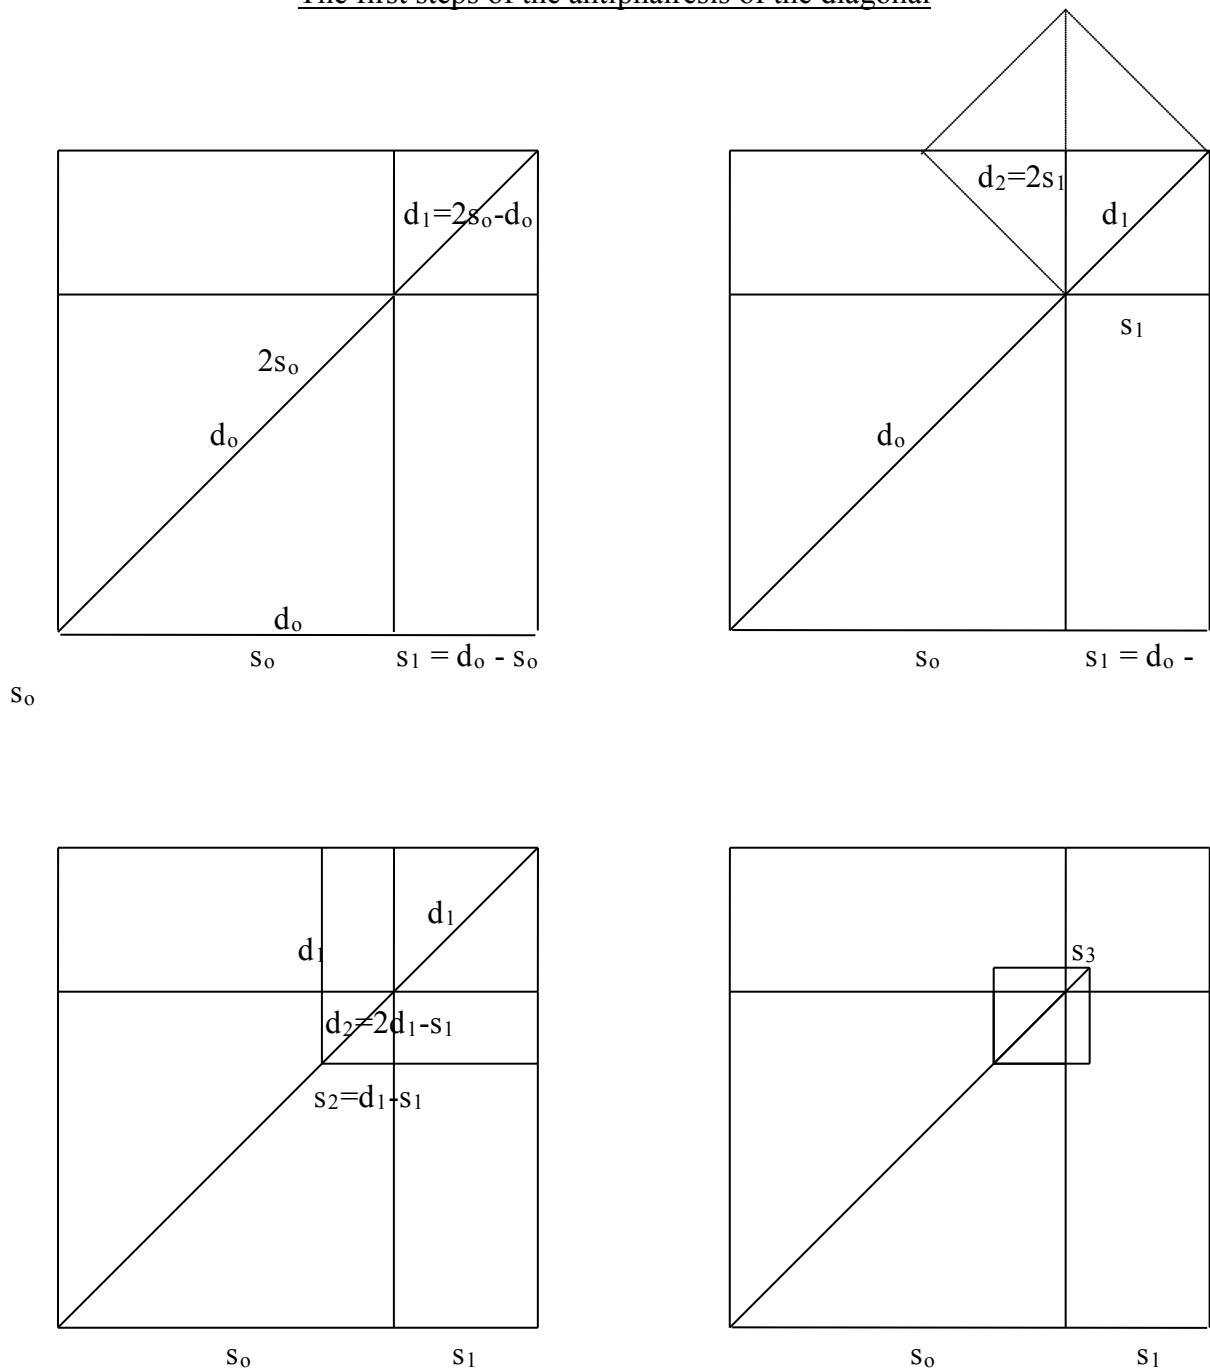 The first steps of the antiphairesis of the diagonal
d₂=2s₁
d₁=2sₒ-dₒ
d₁
s₁
2sₒ
dₒ
dₒ
dₒ
sₒ
s₁ = dₒ - sₒ
sₒ
s₁ = dₒ -
sₒ
d₁
d₁
s₃
d₂=2d₁-s₁
s₂=d₁-s₁
sₒ
s₁
sₒ
s₁